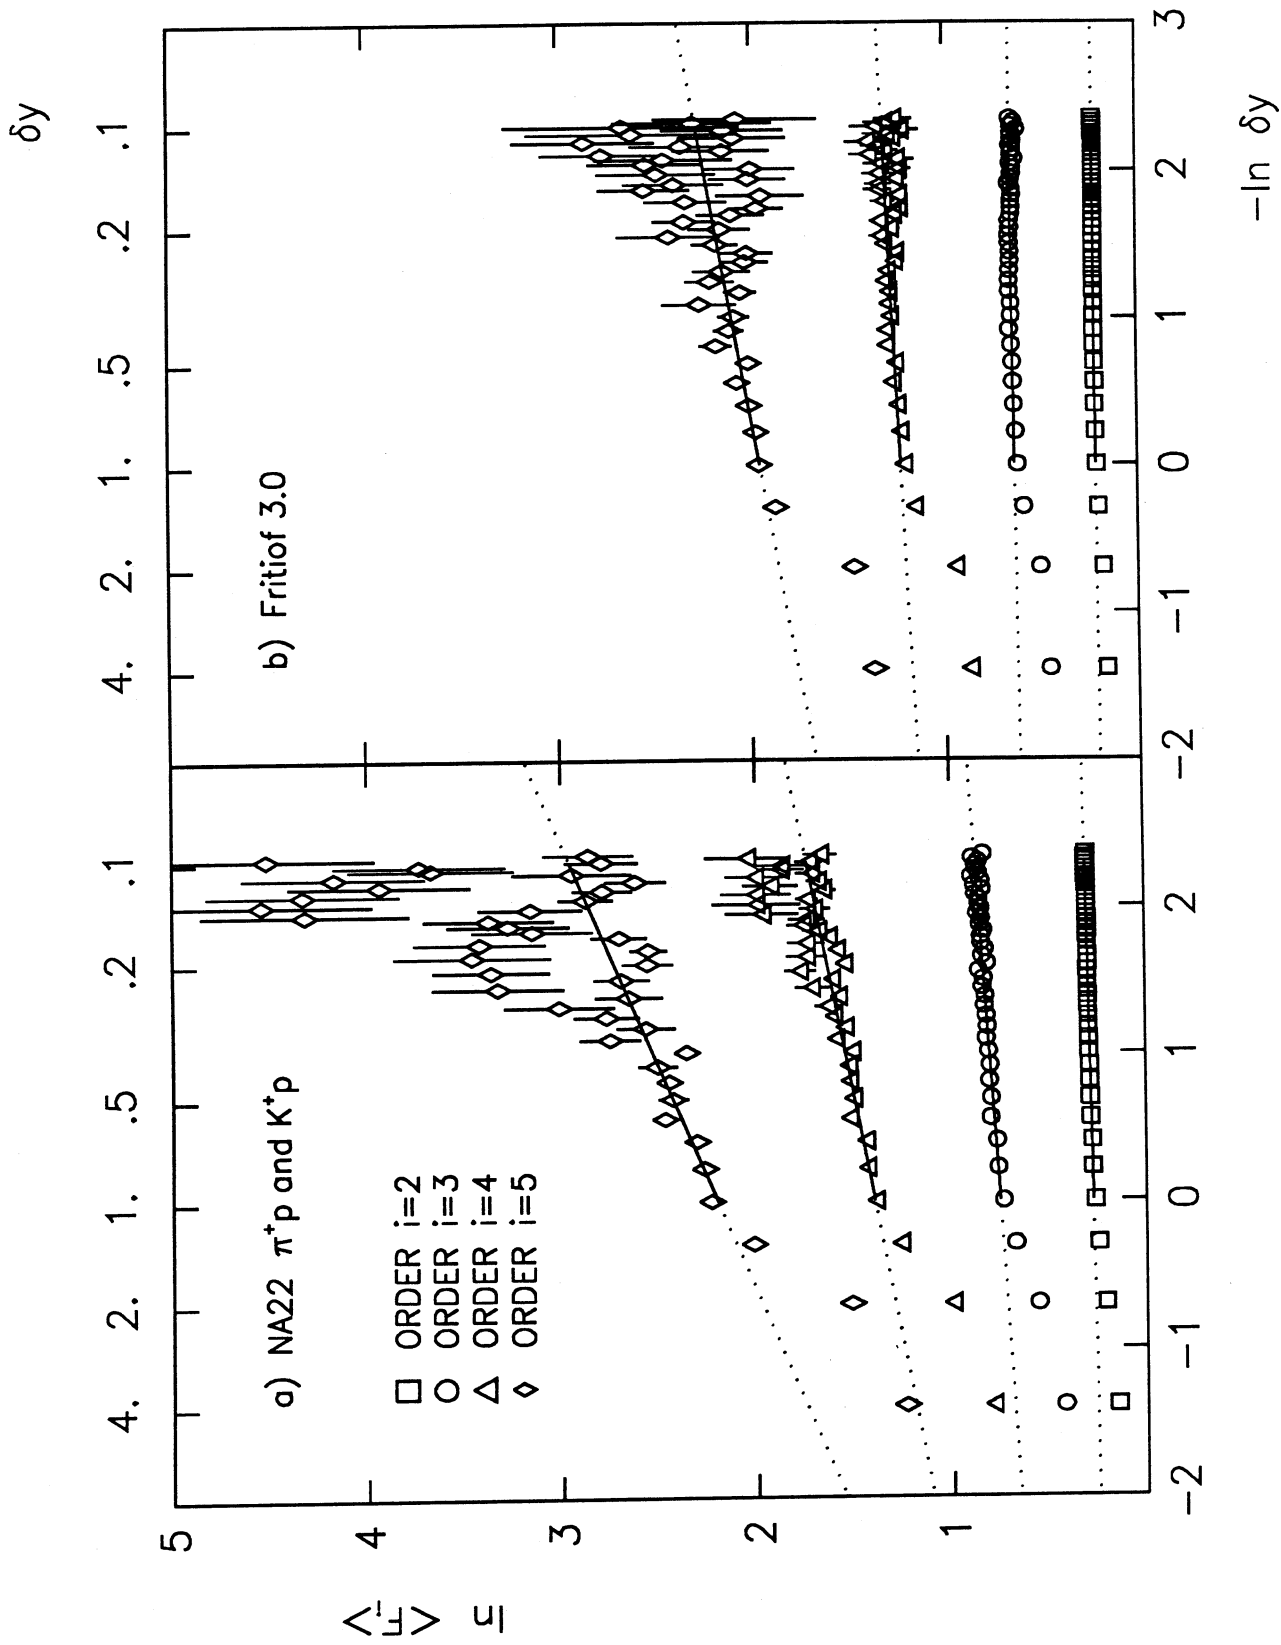 δy
4. 2. 1. .5 .2 .1 4. 2. 1. .5 .2 .1
a) NA22 π⁺p and K⁺p
b) Fritiof 3.0
□ ORDER i=2
○ ORDER i=3
△ ORDER i=4
◇ ORDER i=5
ln <F_i>
5
4
3
2
1
−2 −1 0 1 2 −2 −1 0 1 2 3
−ln δy